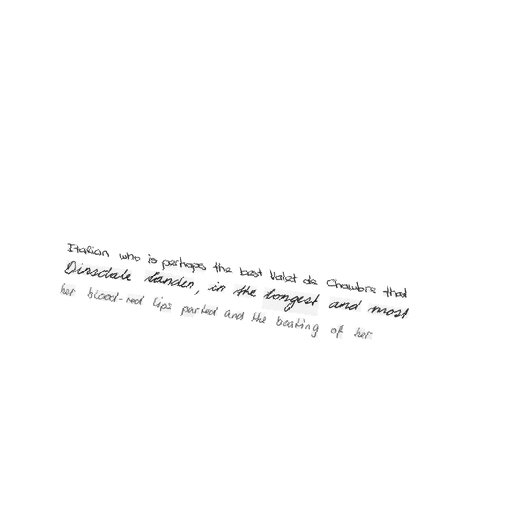 Italian who is perhaps the best Valet de Chambre that
Dinsdale Landen, in the longest and most
her blood-red lips parted and the beating of her